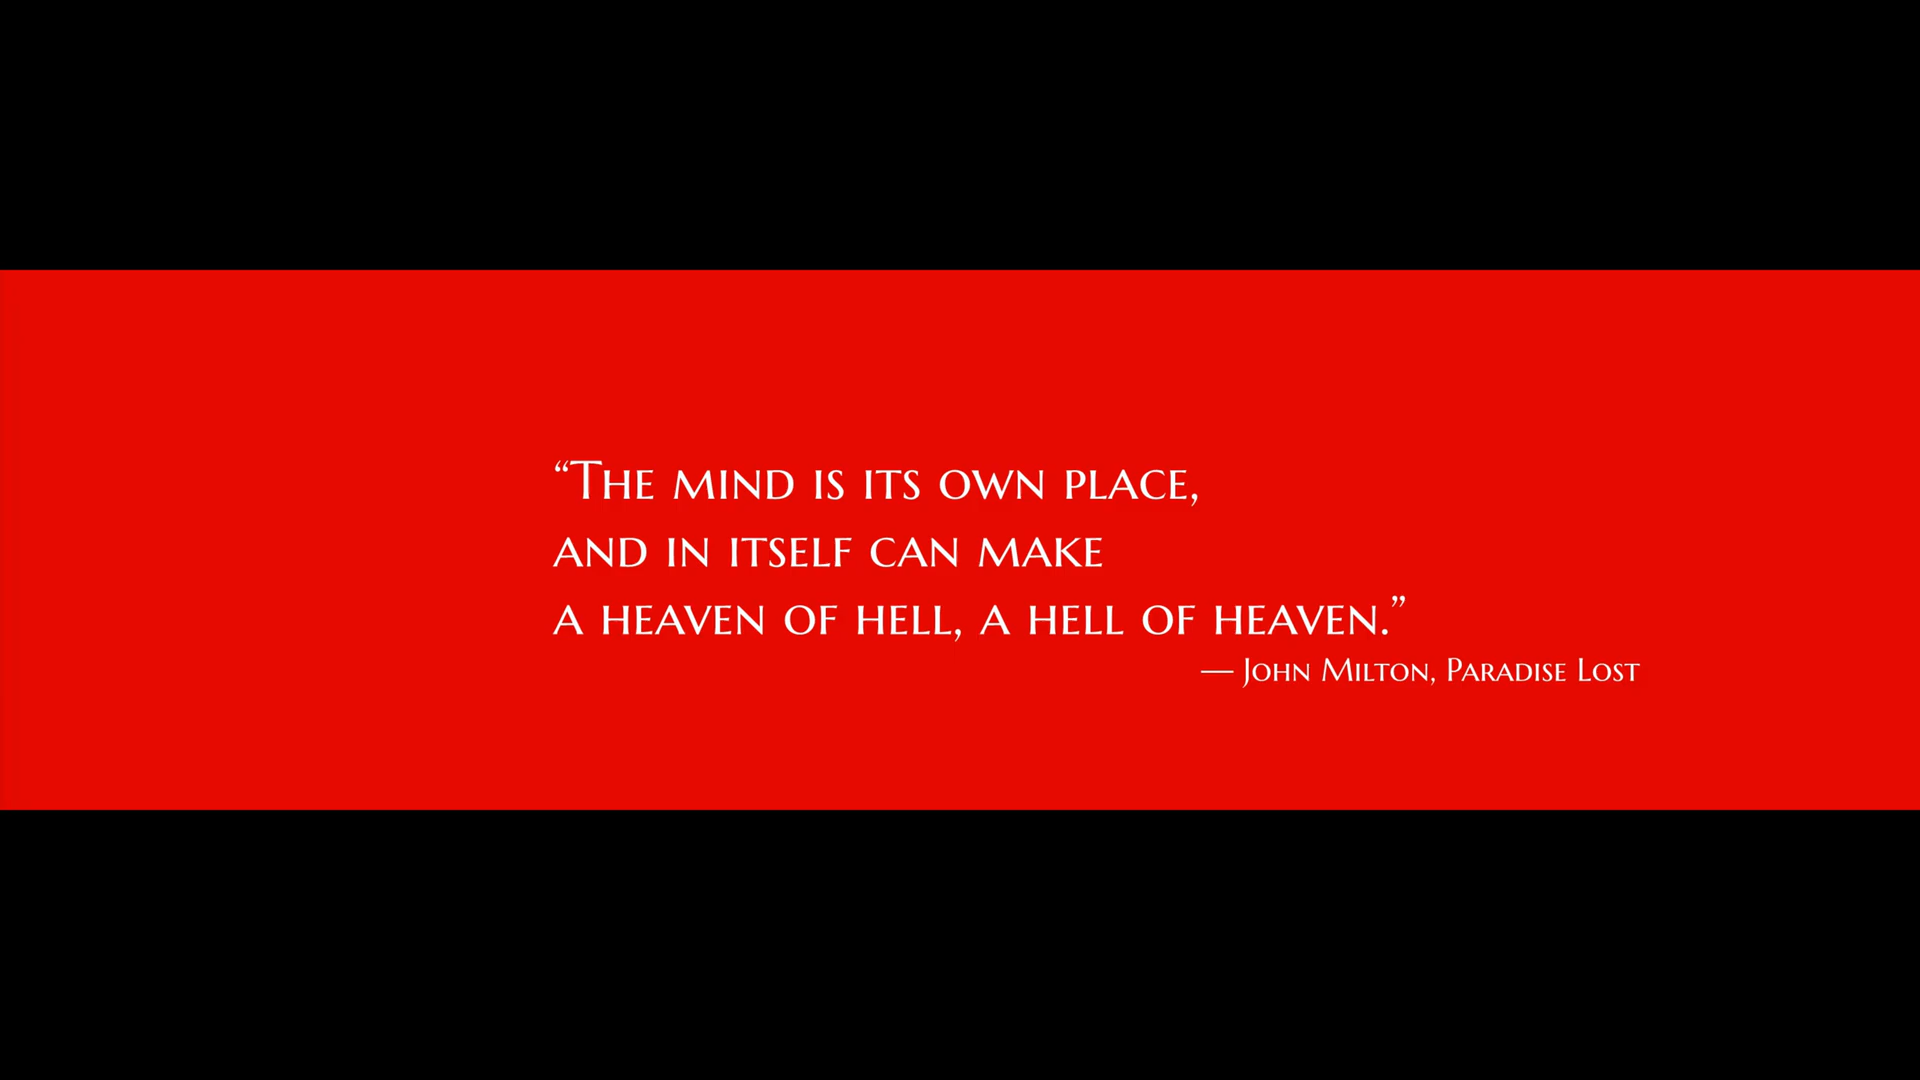 “The mind is its own place,
and in itself can make
a heaven of hell, a hell of heaven.”
— John Milton, Paradise Lost